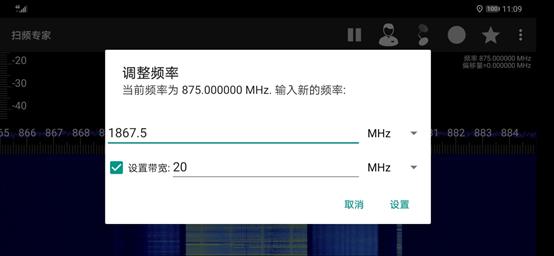 100 11:09
扫频专家
频率 875.000000 MHz
偏移量=0.000000 MHz
-20
-30
-40
调整频率
当前频率为 875.000000 MHz. 输入新的频率:
65 866 867 868 882 883 884
1867.5 MHz
设置带宽: 20 MHz
取消 设置